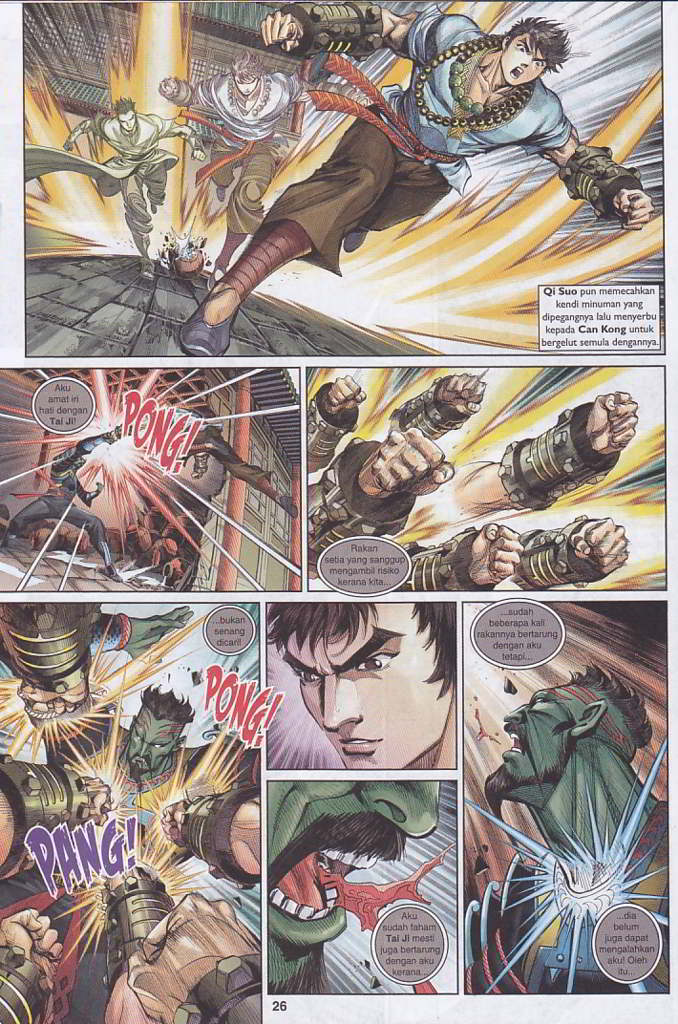 Qi Suo pun memecahkan
kendi minuman yang
dipegangnya lalu menyerbu
kepada Can Kong untuk
bergelut semula dengannya.
Aku
amat iri
hati dengan
Tai Ji!
PONG!
Rakan
setia yang sanggup
mengambil risiko
kerana kita...
...bukan
senang
dicari!
PONG!
PANG!
...sudah
beberapa kali
rakannya bertarung
dengan aku
tetapi...
Aku
sudah faham
Tai Ji mesti
juga bertarung
dengan aku
kerana...
...dia
belum
juga dapat
mengalahkan
aku! Oleh
itu...
26